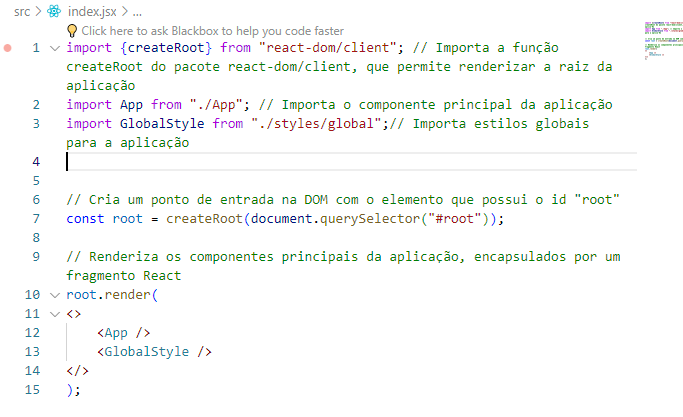 src > index.jsx > ...
Click here to ask Blackbox to help you code faster
1 import {createRoot} from "react-dom/client"; // Importa a função
createRoot do pacote react-dom/client, que permite renderizar a raiz da
aplicação
2 import App from "./App"; // Importa o componente principal da aplicação
3 import GlobalStyle from "./styles/global";// Importa estilos globais
para a aplicação
4
5
6 // Cria um ponto de entrada na DOM com o elemento que possui o id "root"
7 const root = createRoot(document.querySelector("#root"));
8
9 // Renderiza os componentes principais da aplicação, encapsulados por um
fragmento React
10 root.render(
11 <>
12 <App />
13 <GlobalStyle />
14 </>
15 );